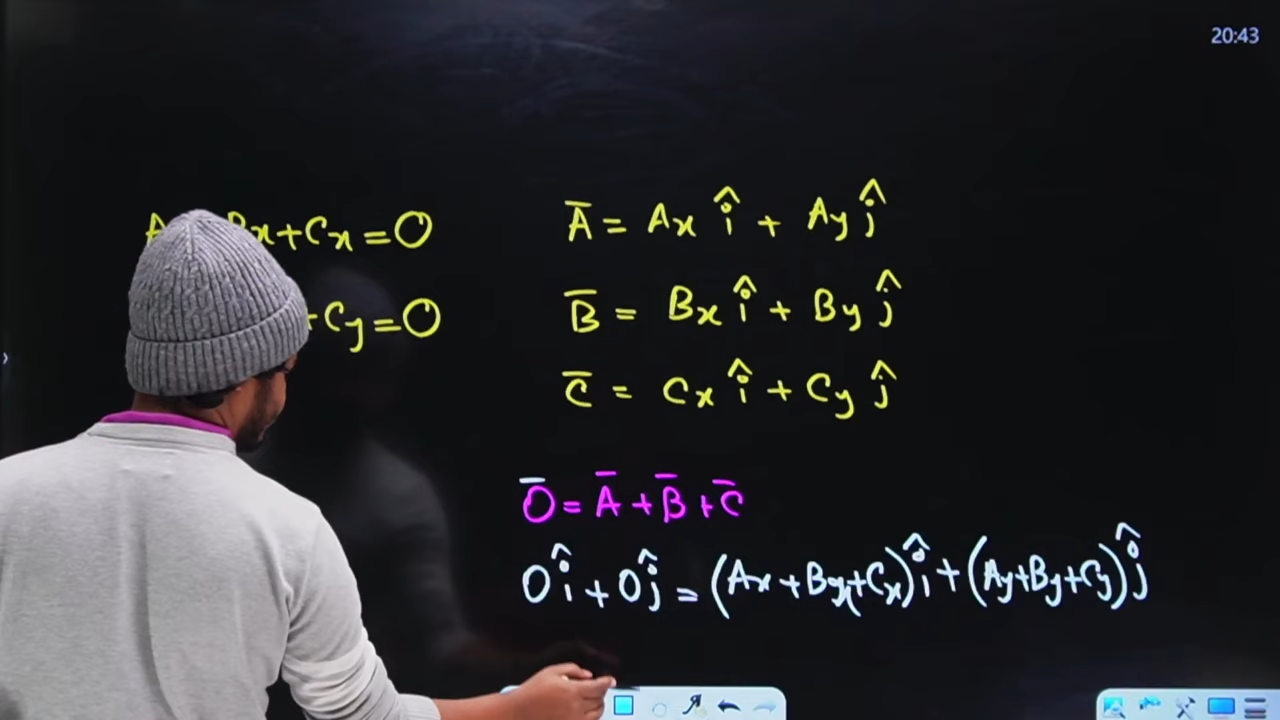 20:43
Bx+Cx=0
+Cy=0
A̅ = Ax î + Ay ĵ
B̅ = Bx î + By ĵ
C̅ = Cx î + Cy ĵ
0̅ = A̅ + B̅ + C̅
0î + 0ĵ = (Ax+Bx+Cx)î + (Ay+By+Cy)ĵ